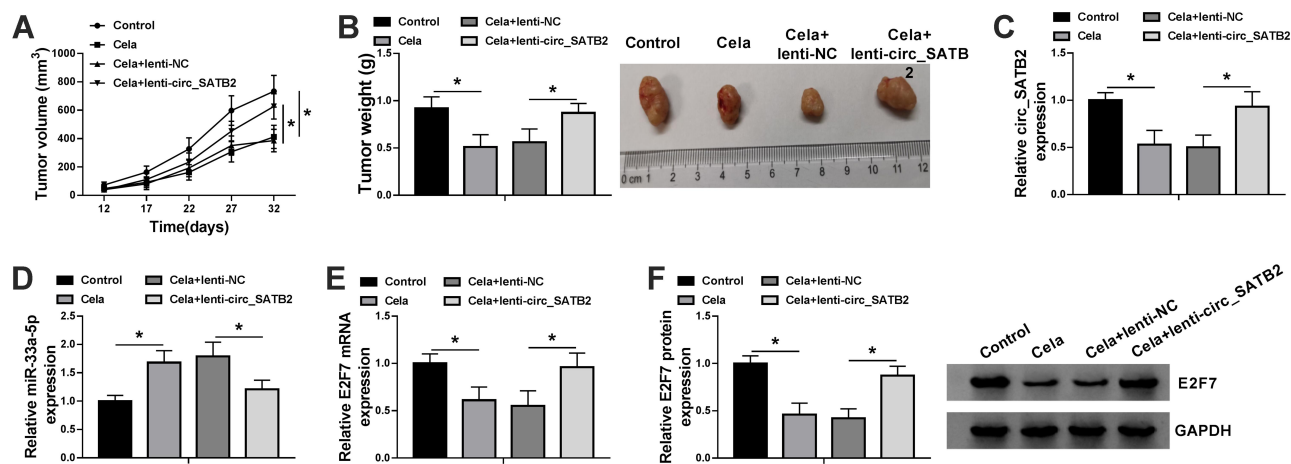 A
Control
Cela
Cela+lenti-NC
Cela+lenti-circ_SATB2
Tumor volume (mm3)
1000
800
600
400
200
0
12 17 22 27 32
Time(days)
*
*
B
Control
Cela
Cela+lenti-NC
Cela+lenti-circ_SATB2
Tumor weight (g)
1.5
1.0
0.5
0.0
* *
Control Cela Cela+ lenti-NC Cela+ lenti-circ_SATB 2
0 cm 1 2 3 4 5 6 7 8 9 10 11 12
C
Control
Cela
Cela+lenti-NC
Cela+lenti-circ_SATB2
Relative circ_SATB2
expression
1.5
1.0
0.5
0.0
* *
D
Control
Cela
Cela+lenti-NC
Cela+lenti-circ_SATB2
Relative miR-33a-5p
expression
2.5
2.0
1.5
1.0
0.5
0.0
* *
E
Control
Cela
Cela+lenti-NC
Cela+lenti-circ_SATB2
Relative E2F7 mRNA
expression
1.5
1.0
0.5
0.0
* *
F
Control
Cela
Cela+lenti-NC
Cela+lenti-circ_SATB2
Relative E2F7 protein
expression
1.5
1.0
0.5
0.0
* *
Control
Cela
Cela+lenti-NC
Cela+lenti-circ_SATB2
E2F7
GAPDH